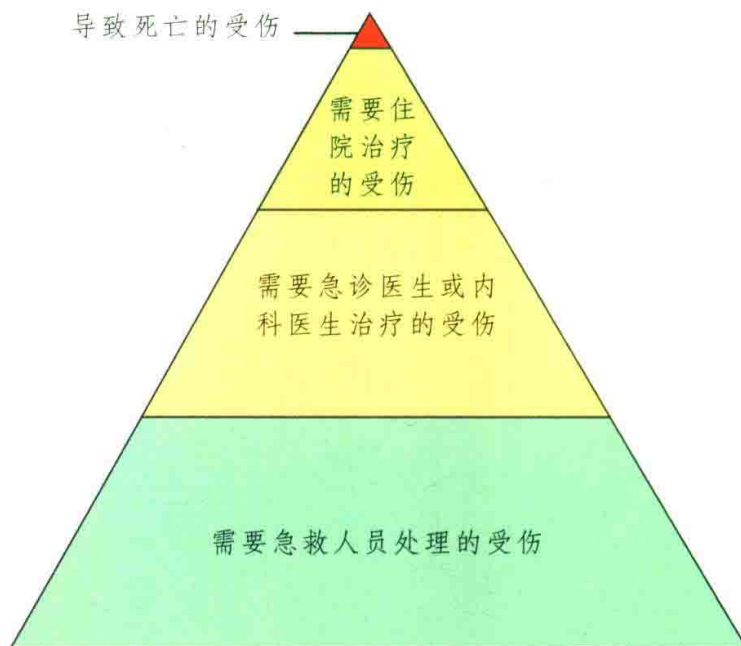 导致死亡的受伤
需要住
院治疗
的受伤
需要急诊医生或内
科医生治疗的受伤
需要急救人员处理的受伤